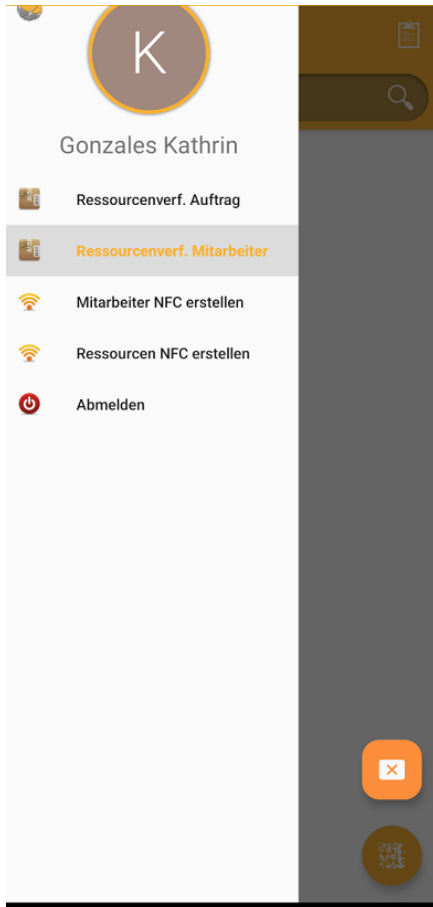 K
Gonzales Kathrin
Ressourcenverf. Auftrag
Ressourcenverf. Mitarbeiter
Mitarbeiter NFC erstellen
Ressourcen NFC erstellen
Abmelden